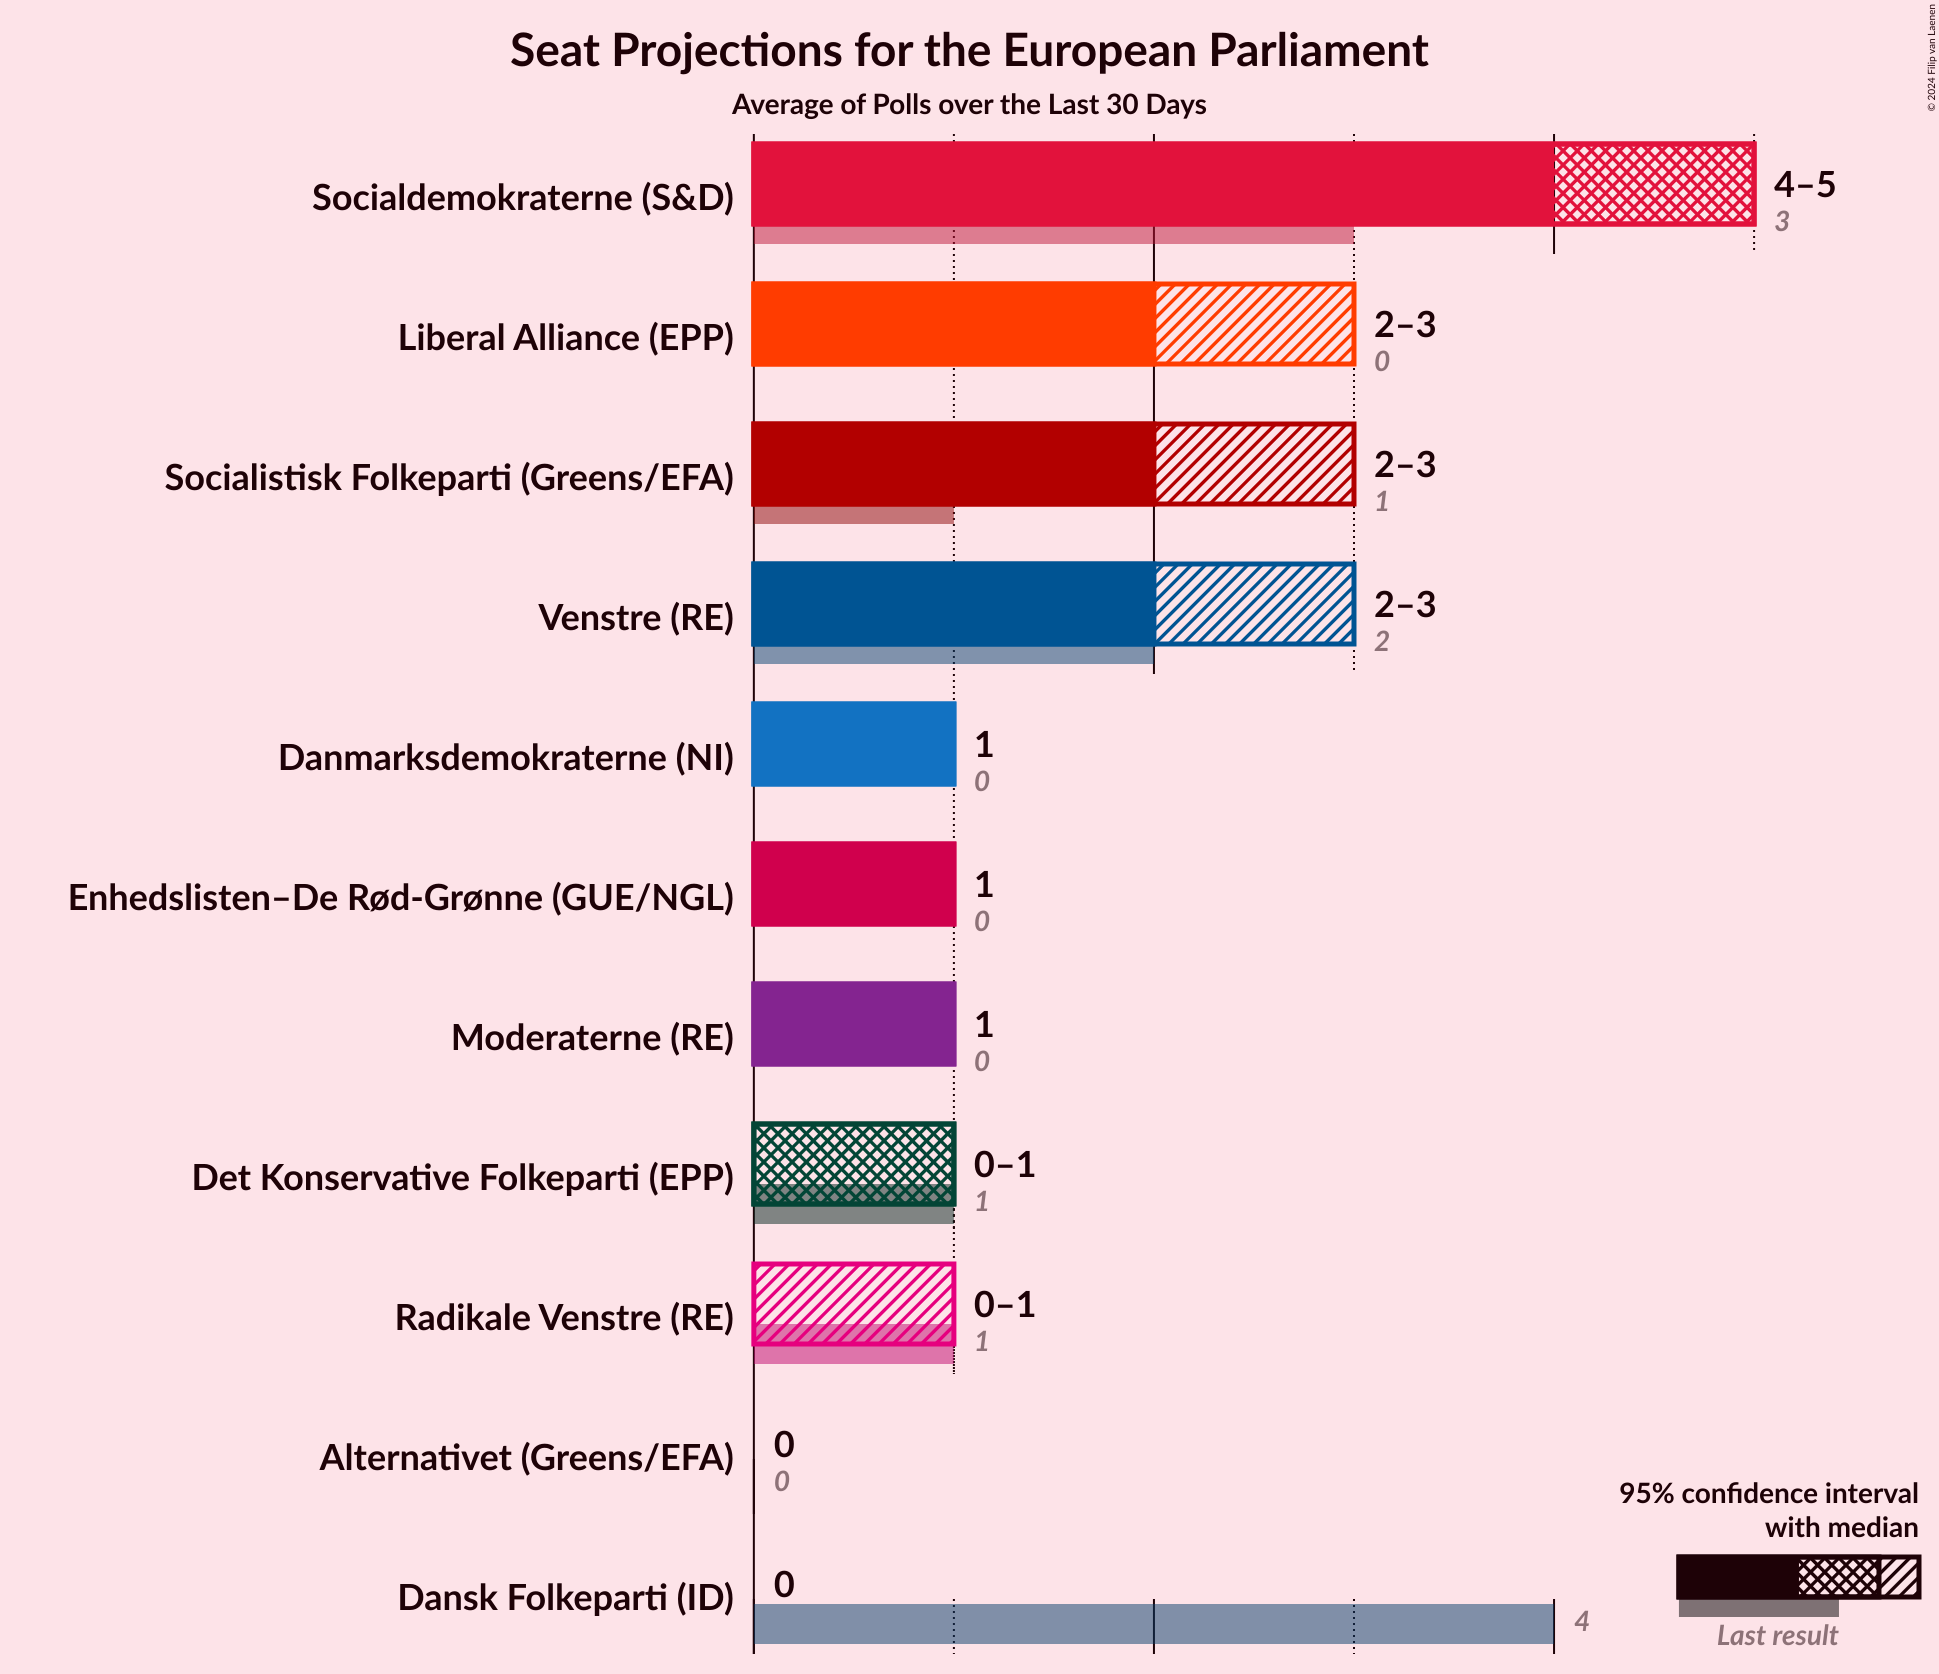 Seat Projections for the European Parliament
Average of Polls over the Last 30 Days
© 2024 Filip van Laenen
Socialdemokraterne (S&D)
4–5
3
Liberal Alliance (EPP)
2–3
0
Socialistisk Folkeparti (Greens/EFA)
2–3
1
Venstre (RE)
2–3
2
Danmarksdemokraterne (NI)
1
0
Enhedslisten–De Rød-Grønne (GUE/NGL)
1
0
Moderaterne (RE)
1
0
Det Konservative Folkeparti (EPP)
0–1
1
Radikale Venstre (RE)
0–1
1
Alternativet (Greens/EFA)
0
0
Dansk Folkeparti (ID)
0
4
95% confidence interval
with median
Last result